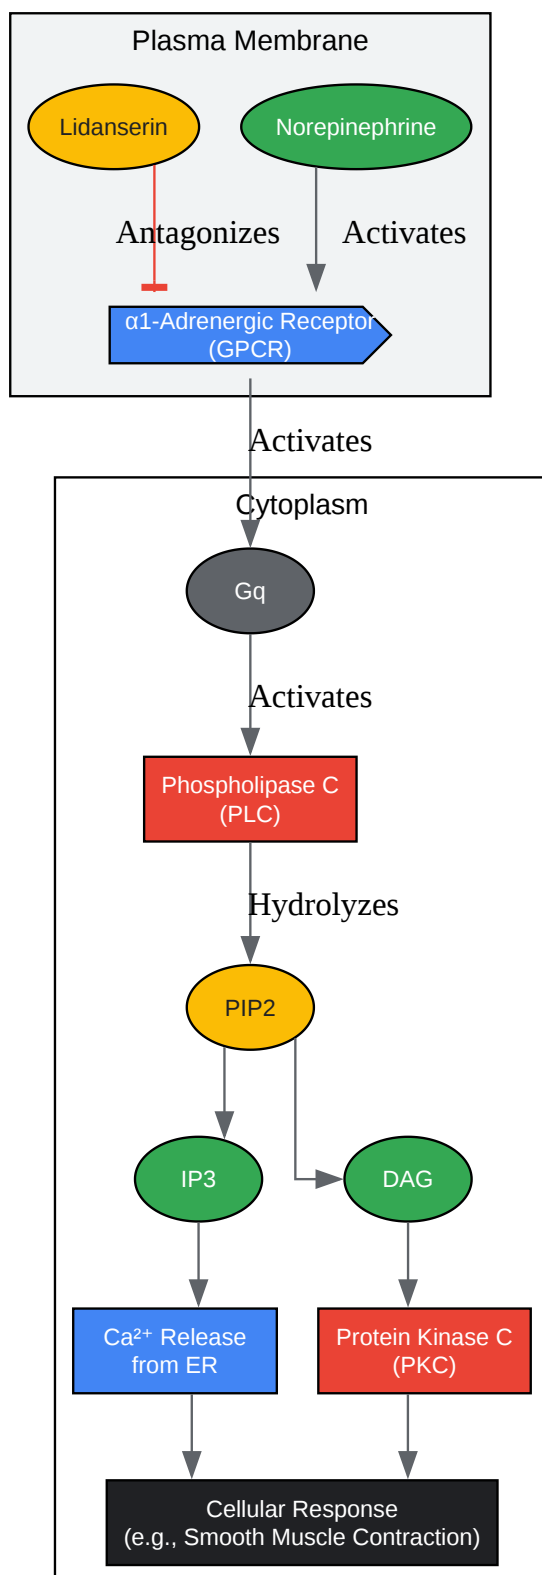 Plasma Membrane
Lidanserin
Norepinephrine
Antagonizes
Activates
α1-Adrenergic Receptor
(GPCR)
Activates
Cytoplasm
Gq
Activates
Phospholipase C
(PLC)
Hydrolyzes
PIP2
IP3
DAG
Ca²⁺ Release
from ER
Protein Kinase C
(PKC)
Cellular Response
(e.g., Smooth Muscle Contraction)